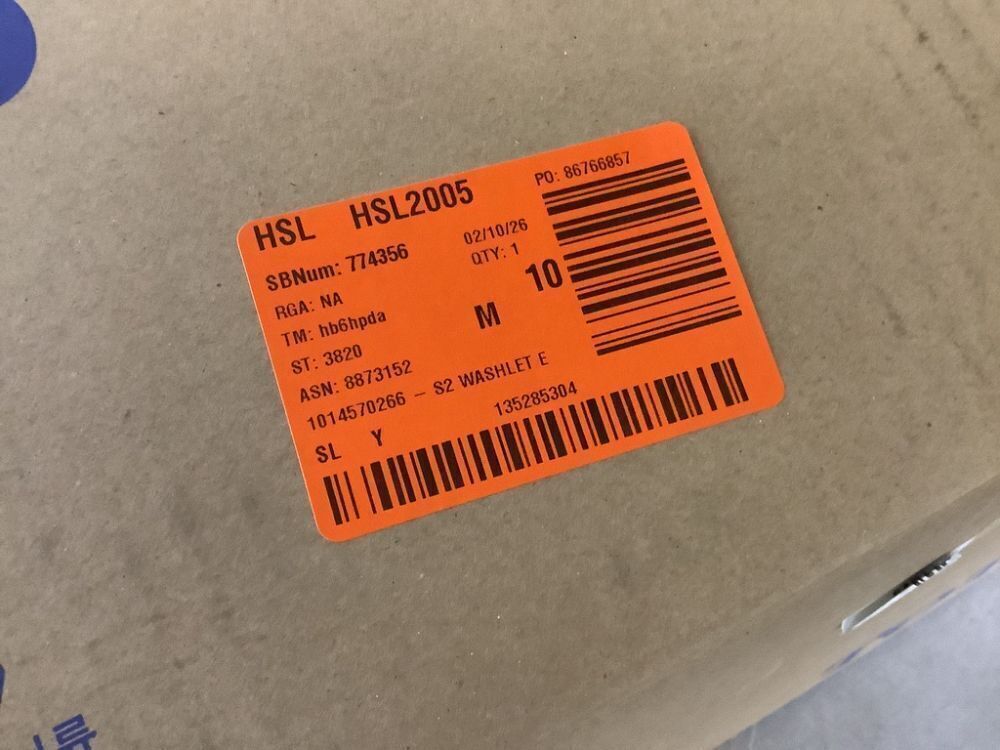 HSL HSL2005
PO: 86766857
SBNum: 774356
02/10/26
RGA: NA
QTY: 1
TM: hb6hpda
M
10
ST: 3820
ASN: 8873152
1014570266 - S2 WASHLET E
SL Y
135285304
류